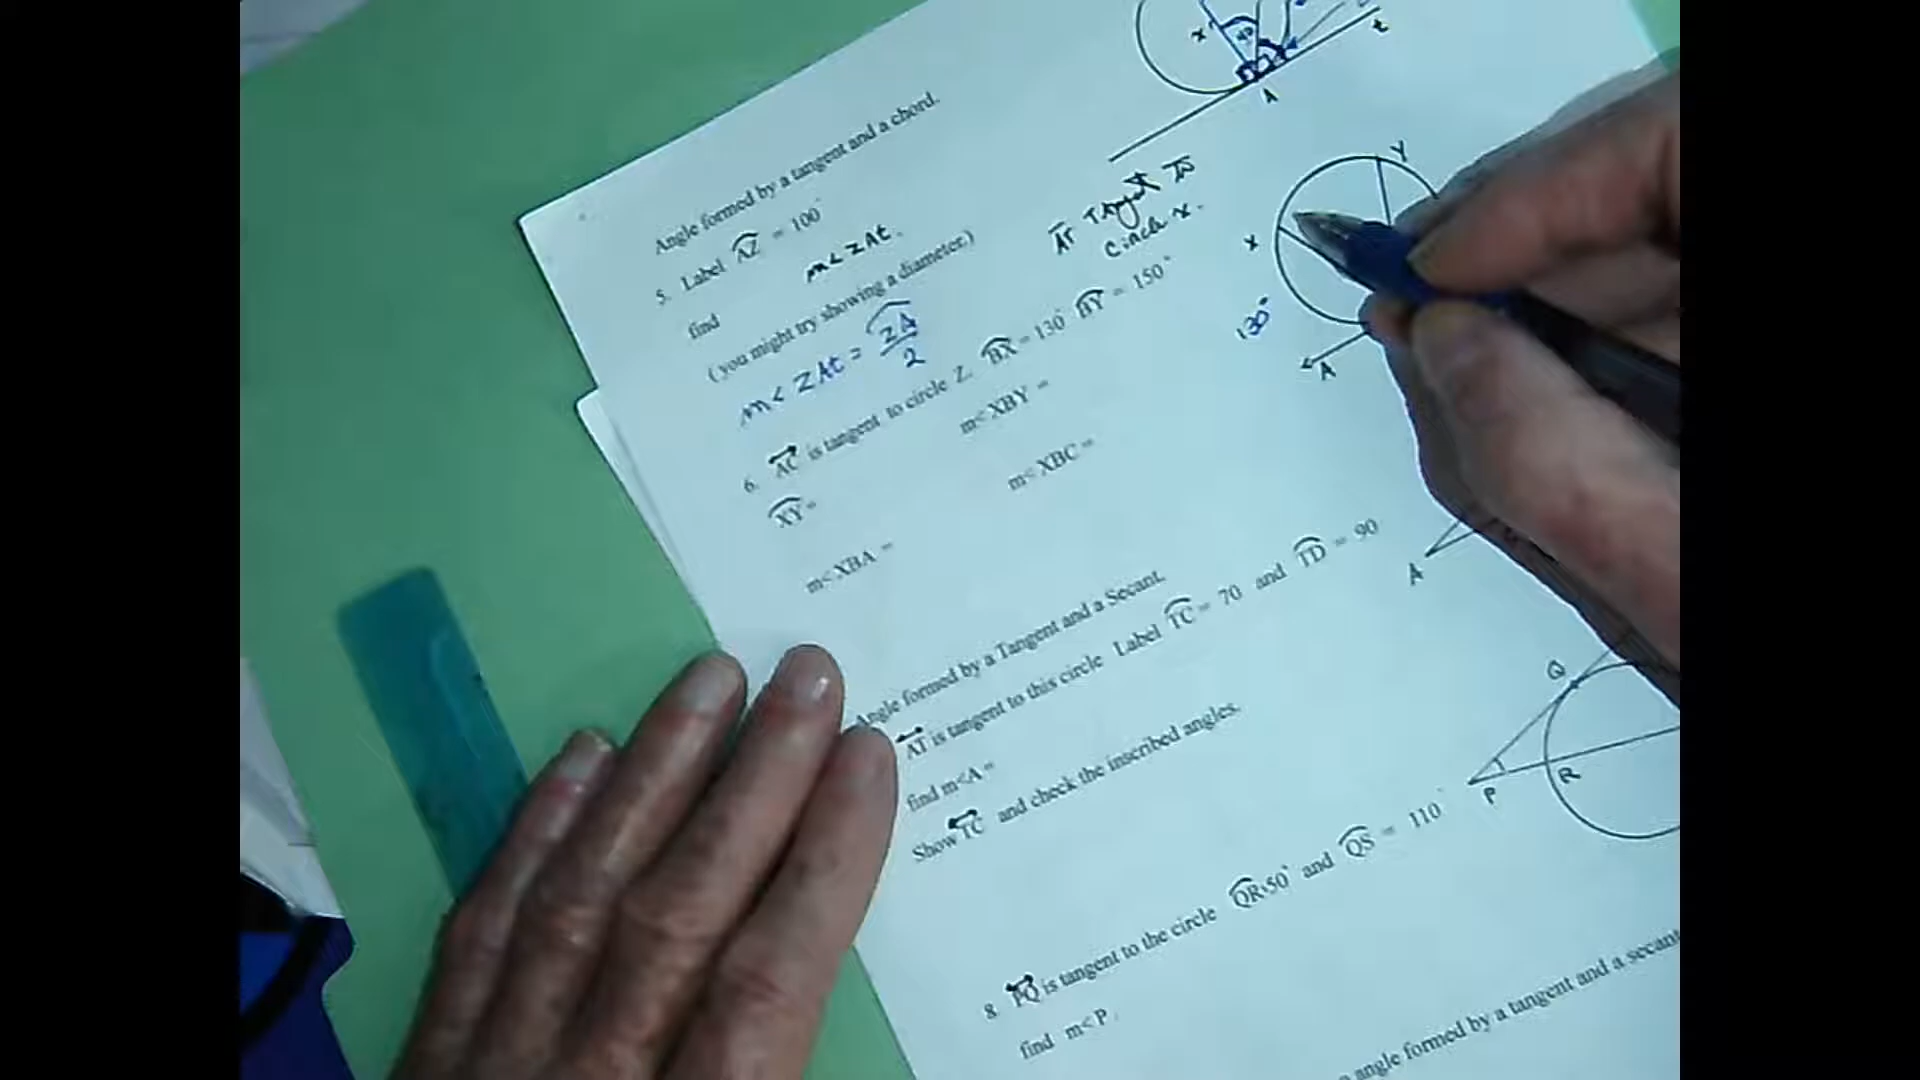 Angle formed by a tangent and a chord.
5. Label AZ = 100°
find m< ZAt.
(you might try showing a diameter.)
m< ZAt = ZA / 2
6. AC is tangent to circle Z. BX = 130° BY = 150°
XY = m< XBY =
m< XBA = m< XBC =
Angle formed by a Tangent and a Secant.
AT is tangent to this circle Label TC = 70 and TD = 90
find m<A =
Show TC and check the inscribed angles.
8 PQ is tangent to the circle QR 50° and QS = 110°
find m< P.
angle formed by a tangent and a secant
x
t
A
AT Tangent to
Circle x.
Y
x
130°
A
A
Q
P
R